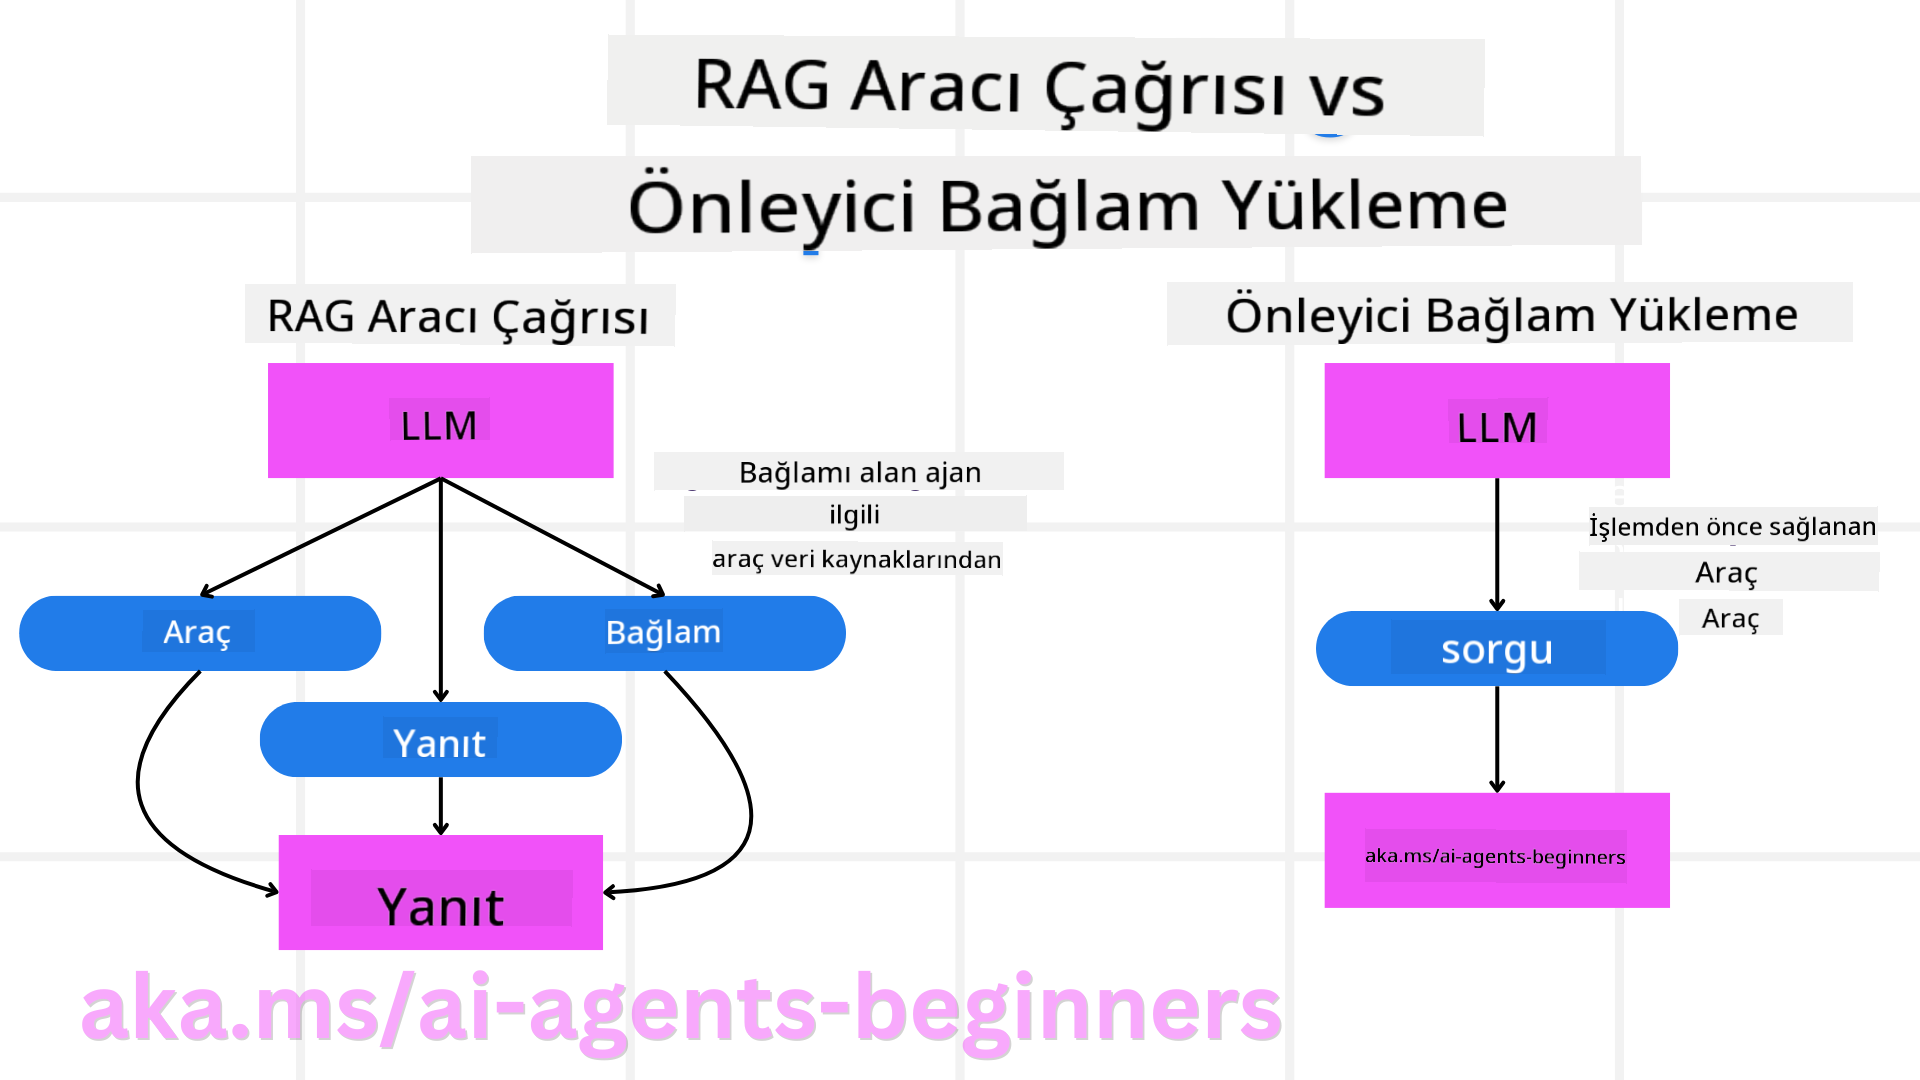 RAG Aracı Çağrısı vs
Önleyici Bağlam Yükleme
RAG Aracı Çağrısı
LLM
Bağlamı alan ajan
ilgili
araç veri kaynaklarından
Araç
Bağlam
Yanıt
Yanıt
Önleyici Bağlam Yükleme
LLM
İşlemden önce sağlanan
Araç
Araç
sorgu
aka.ms/ai-agents-beginners
aka.ms/ai-agents-beginners